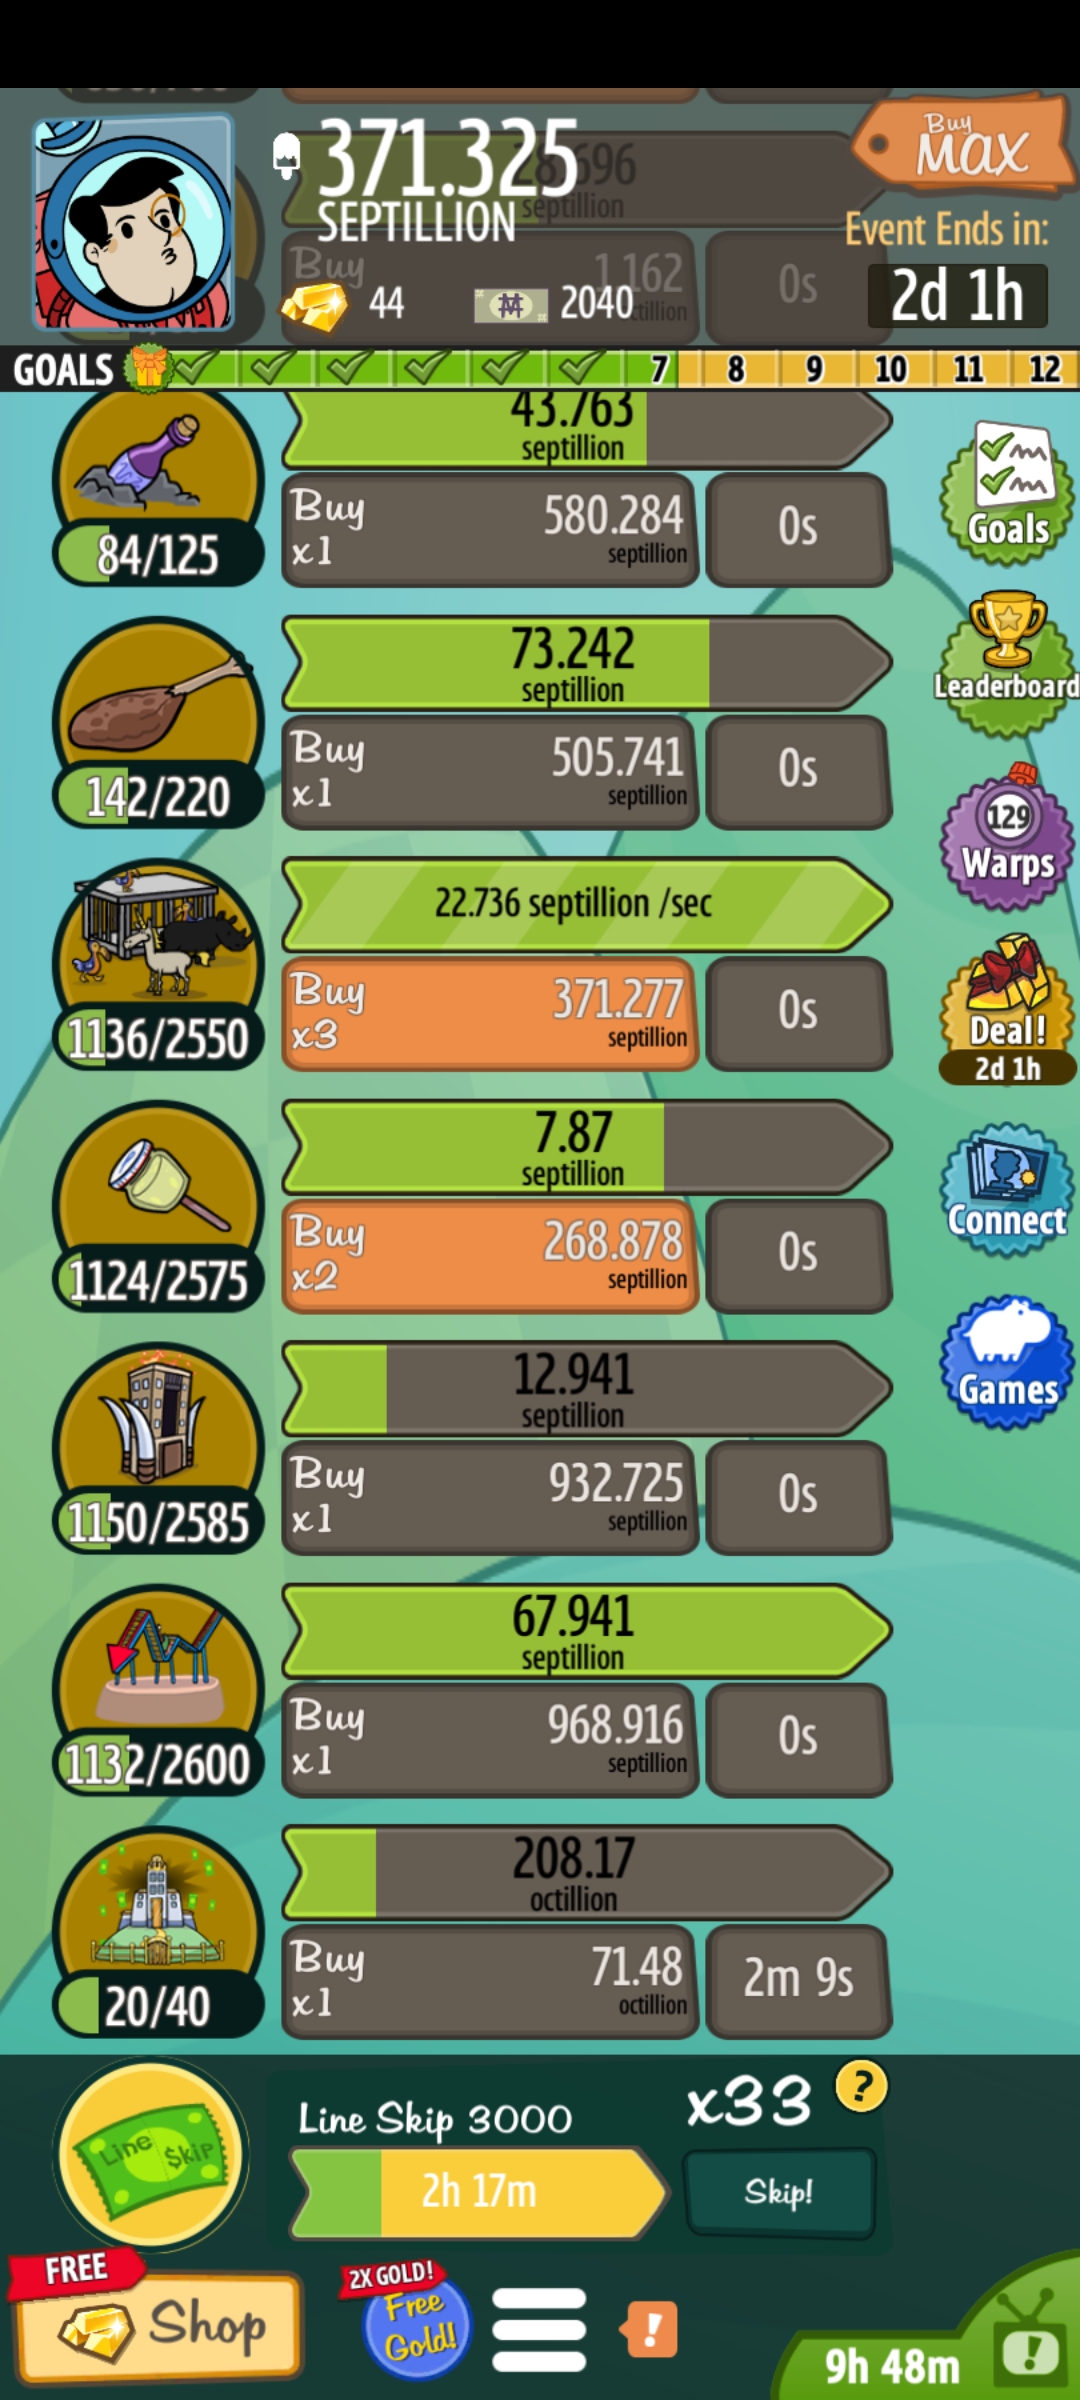 371.325
SEPTILLION
Buy
MAX
28.696
septillion
Event Ends in:
2d 1h
Buy
1.162
0s
44
2040
GOALS
7
8
9
10
11
12
43.763
septillion
Buy
x1
580.284
septillion
0s
84/125
Goals
73.242
septillion
Buy
x1
505.741
septillion
0s
142/220
Leaderboard
129
Warps
22.736 septillion /sec
Buy
x3
371.277
septillion
0s
1136/2550
Deal!
2d 1h
7.87
septillion
Buy
x2
268.878
septillion
0s
1124/2575
Connect
12.941
septillion
Buy
x1
932.725
septillion
0s
1150/2585
Games
67.941
septillion
Buy
x1
968.916
septillion
0s
1132/2600
208.17
octillion
Buy
x1
71.48
octillion
2m 9s
20/40
Line $kip
Line Skip 3000
x33
?
2h 17m
Skip!
FREE
Shop
2X GOLD!
Free
Gold!
!
9h 48m
!